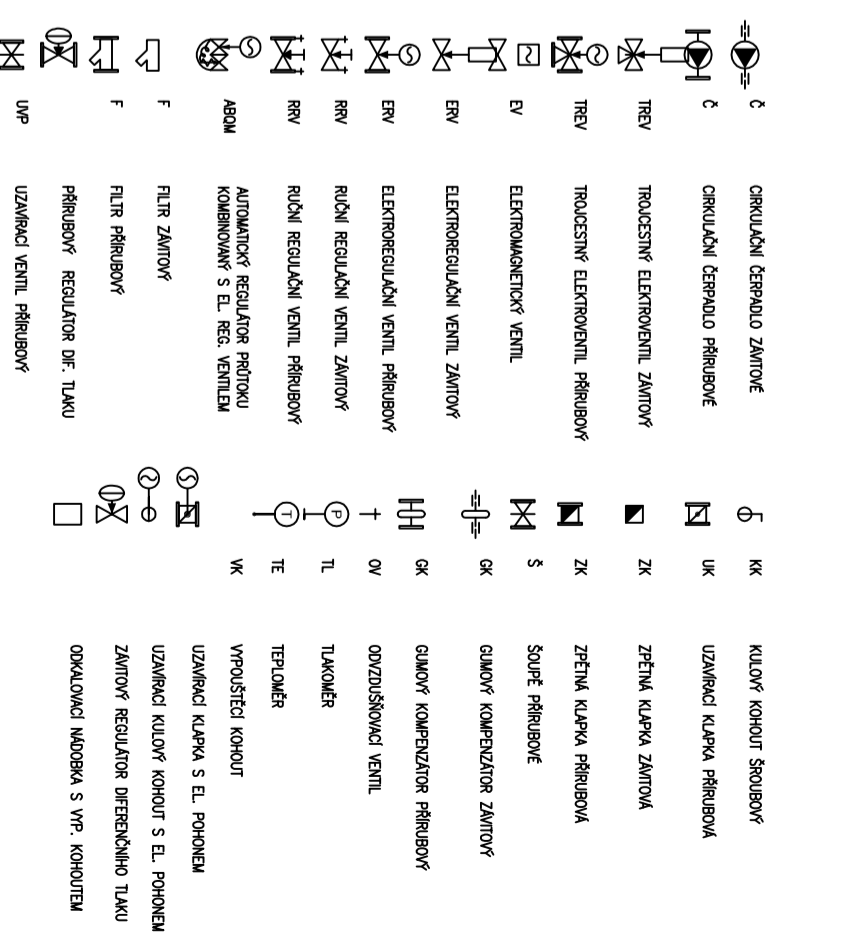 Č CIRKULAČNÍ ČERPADLO ZÁVITOVÉ
Č CIRKULAČNÍ ČERPADLO PŘÍRUBOVÉ
TREV TROJCESTNÝ ELEKTROVENTIL ZÁVITOVÝ
TREV TROJCESTNÝ ELEKTROVENTIL PŘÍRUBOVÝ
EV ELEKTROMAGNETICKÝ VENTIL
ERV ELEKTROREGULAČNÍ VENTIL ZÁVITOVÝ
ERV ELEKTROREGULAČNÍ VENTIL PŘÍRUBOVÝ
RRV RUČNÍ REGULAČNÍ VENTIL ZÁVITOVÝ
RRV RUČNÍ REGULAČNÍ VENTIL PŘÍRUBOVÝ
ABQM AUTOMATICKÝ REGULÁTOR PRŮTOKU
KOMBINOVANÝ S EL. REG. VENTILEM
F FILTR ZÁVITOVÝ
F FILTR PŘÍRUBOVÝ
PŘÍRUBOVÝ REGULÁTOR DIF. TLAKU
UVP UZAVÍRACÍ VENTIL PŘÍRUBOVÝ
KK KULOVÝ KOHOUT ŠROUBOVÝ
UK UZAVÍRACÍ KLAPKA PŘÍRUBOVÁ
ZK ZPĚTNÁ KLAPKA ZÁVITOVÁ
ZK ZPĚTNÁ KLAPKA PŘÍRUBOVÁ
Š ŠOUPĚ PŘÍRUBOVÉ
GK GUMOVÝ KOMPENZÁTOR ZÁVITOVÝ
GK GUMOVÝ KOMPENZÁTOR PŘÍRUBOVÝ
OV ODVZDUŠŇOVACÍ VENTIL
P TL TLAKOMĚR
T TE TEPLOMĚR
VK VYPOUŠTĚCÍ KOHOUT
UZAVÍRACÍ KLAPKA S EL. POHONEM
UZAVÍRACÍ KULOVÝ KOHOUT S EL. POHONEM
ZÁVITOVÝ REGULÁTOR DIFERENČNÍHO TLAKU
ODKALOVACÍ NÁDOBKA S VYP. KOHOUTEM